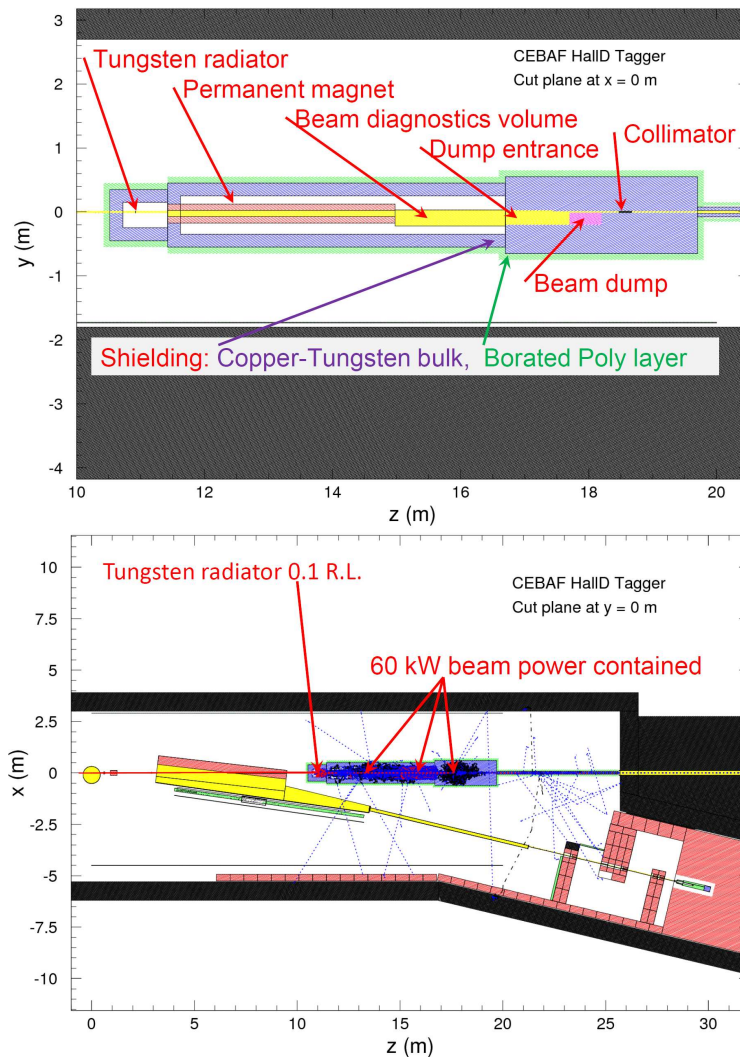 3
2
1
0
-1
-2
-3
-4
y (m)
CEBAF HallD Tagger
Cut plane at x = 0 m
Tungsten radiator
Permanent magnet
Beam diagnostics volume
Dump entrance
Collimator
Beam dump
Shielding: Copper-Tungsten bulk, Borated Poly layer
10 12 14 16 18 20
z (m)
10
7.5
5
2.5
0
-2.5
-5
-7.5
-10
x (m)
Tungsten radiator 0.1 R.L.
CEBAF HallD Tagger
Cut plane at y = 0 m
60 kW beam power contained
0 5 10 15 20 25 30
z (m)